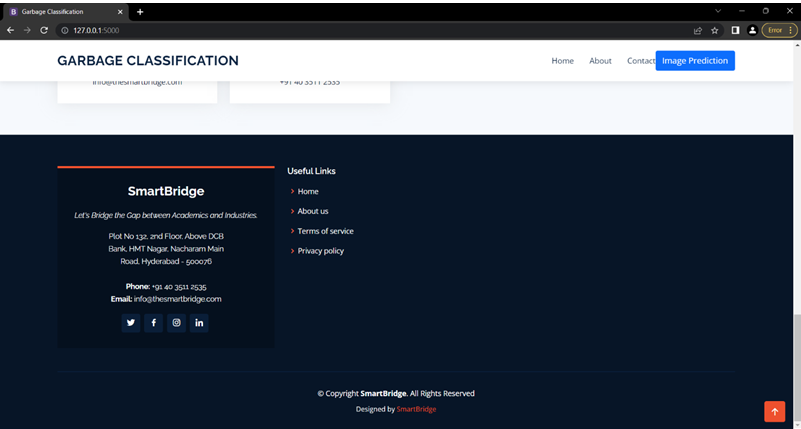 Garbage Classification
127.0.0.1:5000
Error
GARBAGE CLASSIFICATION
Home About Contact Image Prediction
info@thesmartbridge.com +91 40 3511 2535
SmartBridge
Let's Bridge the Gap between Academics and Industries.
Plot No 132, 2nd Floor, Above DCB
Bank, HMT Nagar, Nacharam Main
Road, Hyderabad - 500076
Phone: +91 40 3511 2535
Email: info@thesmartbridge.com
Useful Links
Home
About us
Terms of service
Privacy policy
© Copyright SmartBridge. All Rights Reserved
Designed by SmartBridge